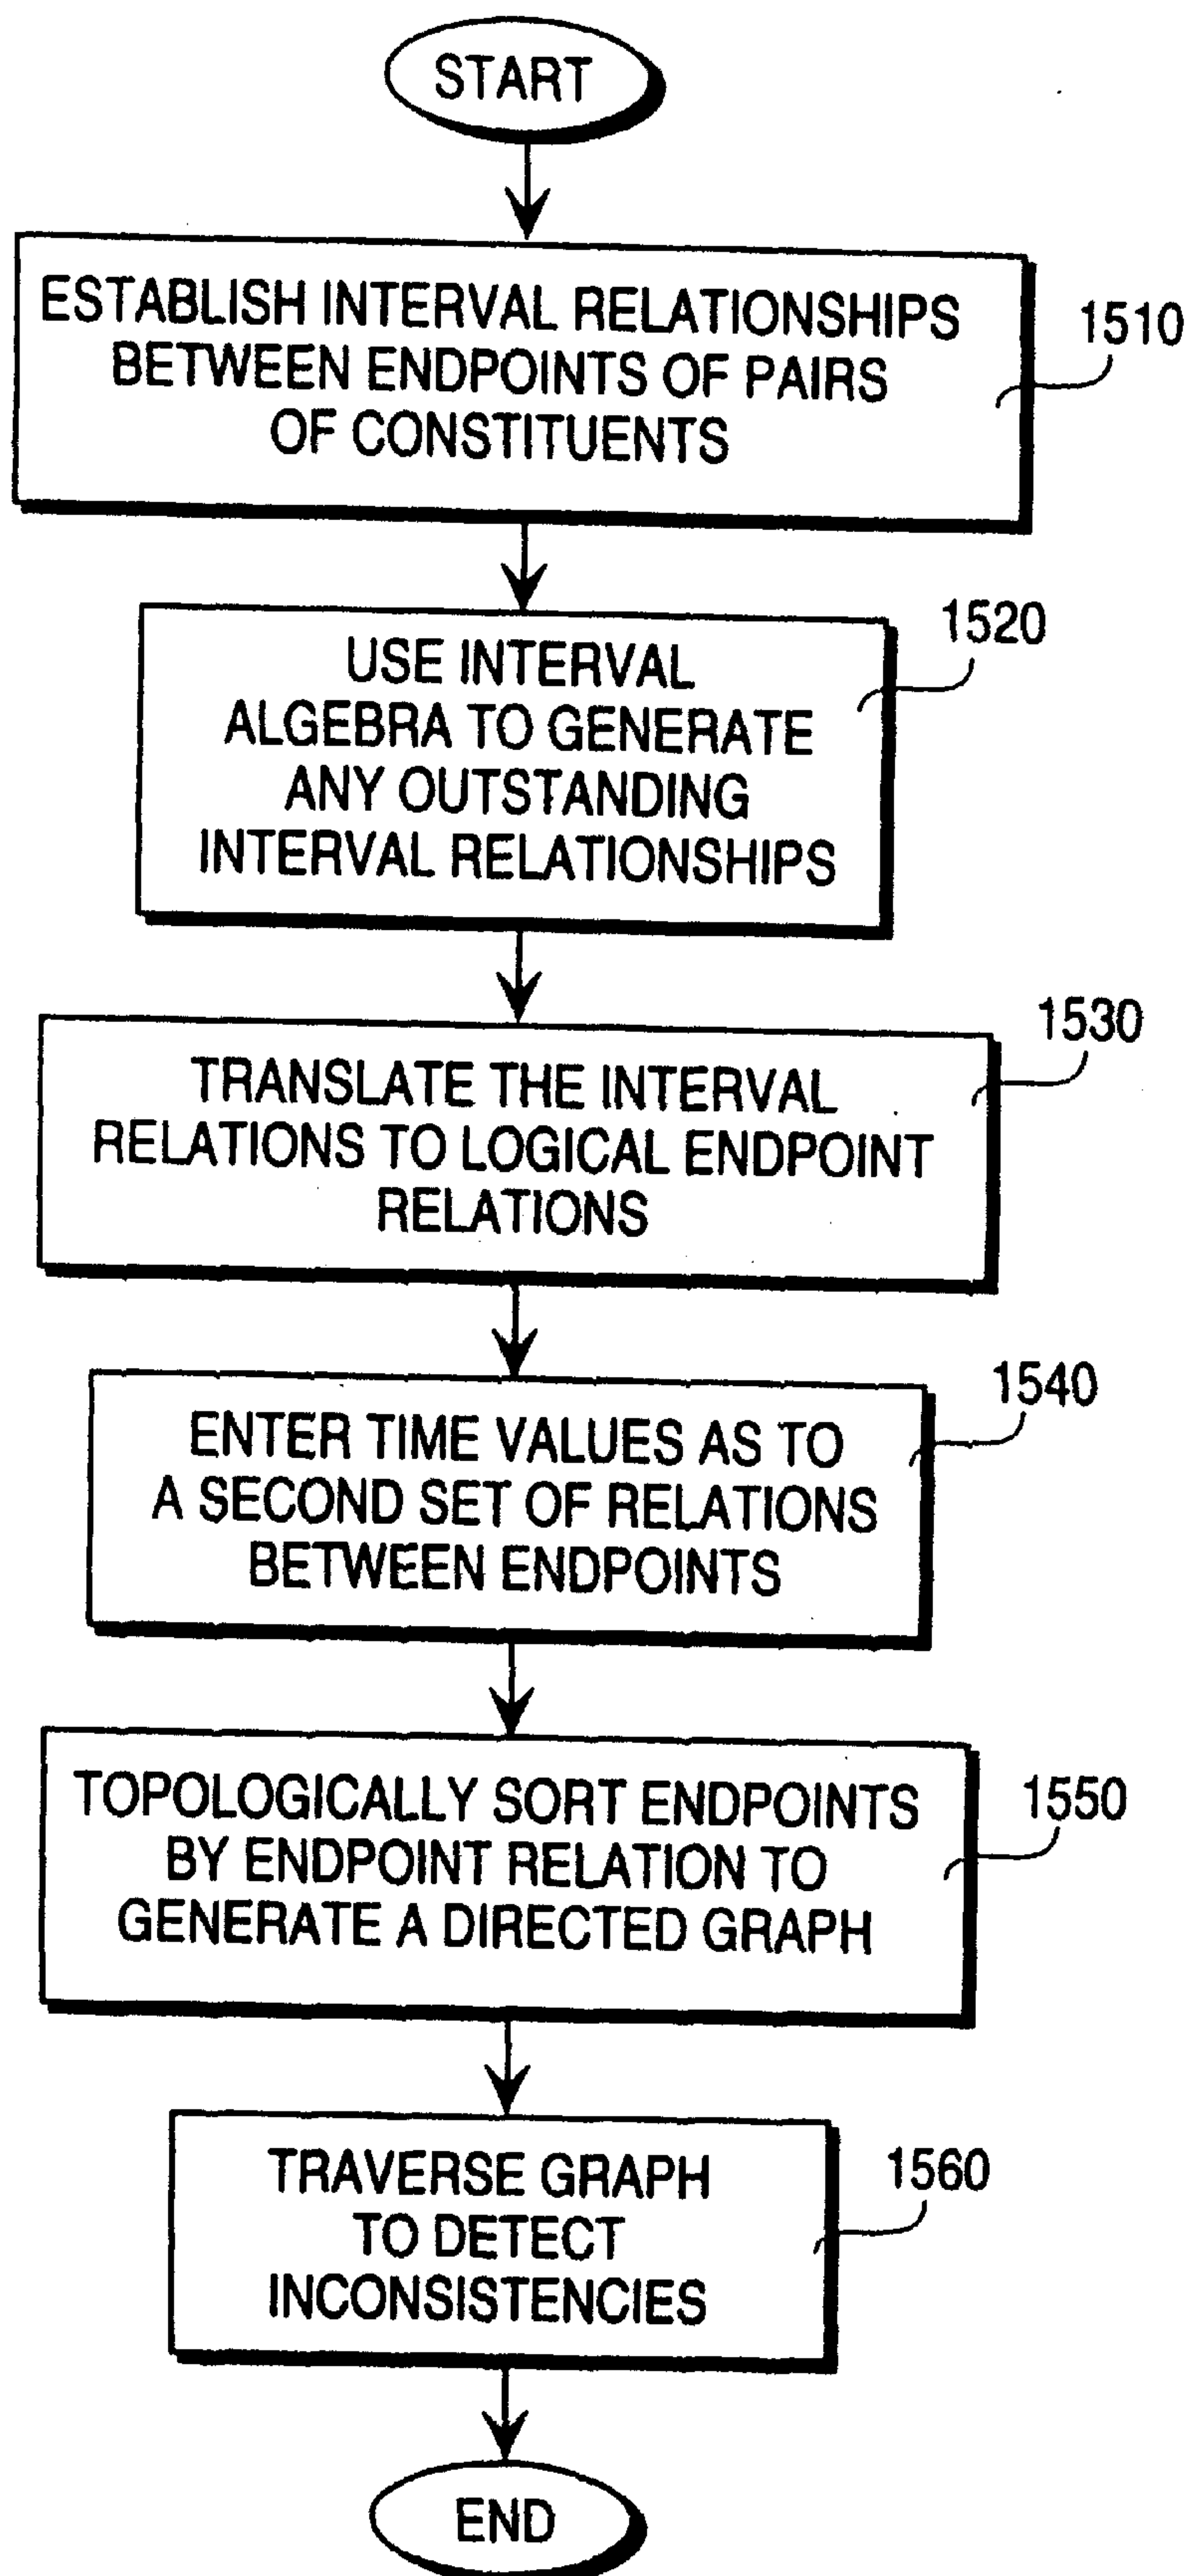 START
ESTABLISH INTERVAL RELATIONSHIPS
BETWEEN ENDPOINTS OF PAIRS
OF CONSTITUENTS
1510
USE INTERVAL
ALGEBRA TO GENERATE
ANY OUTSTANDING
INTERVAL RELATIONSHIPS
1520
TRANSLATE THE INTERVAL
RELATIONS TO LOGICAL ENDPOINT
RELATIONS
1530
ENTER TIME VALUES AS TO
A SECOND SET OF RELATIONS
BETWEEN ENDPOINTS
1540
TOPOLOGICALLY SORT ENDPOINTS
BY ENDPOINT RELATION TO
GENERATE A DIRECTED GRAPH
1550
TRAVERSE GRAPH
TO DETECT
INCONSISTENCIES
1560
END